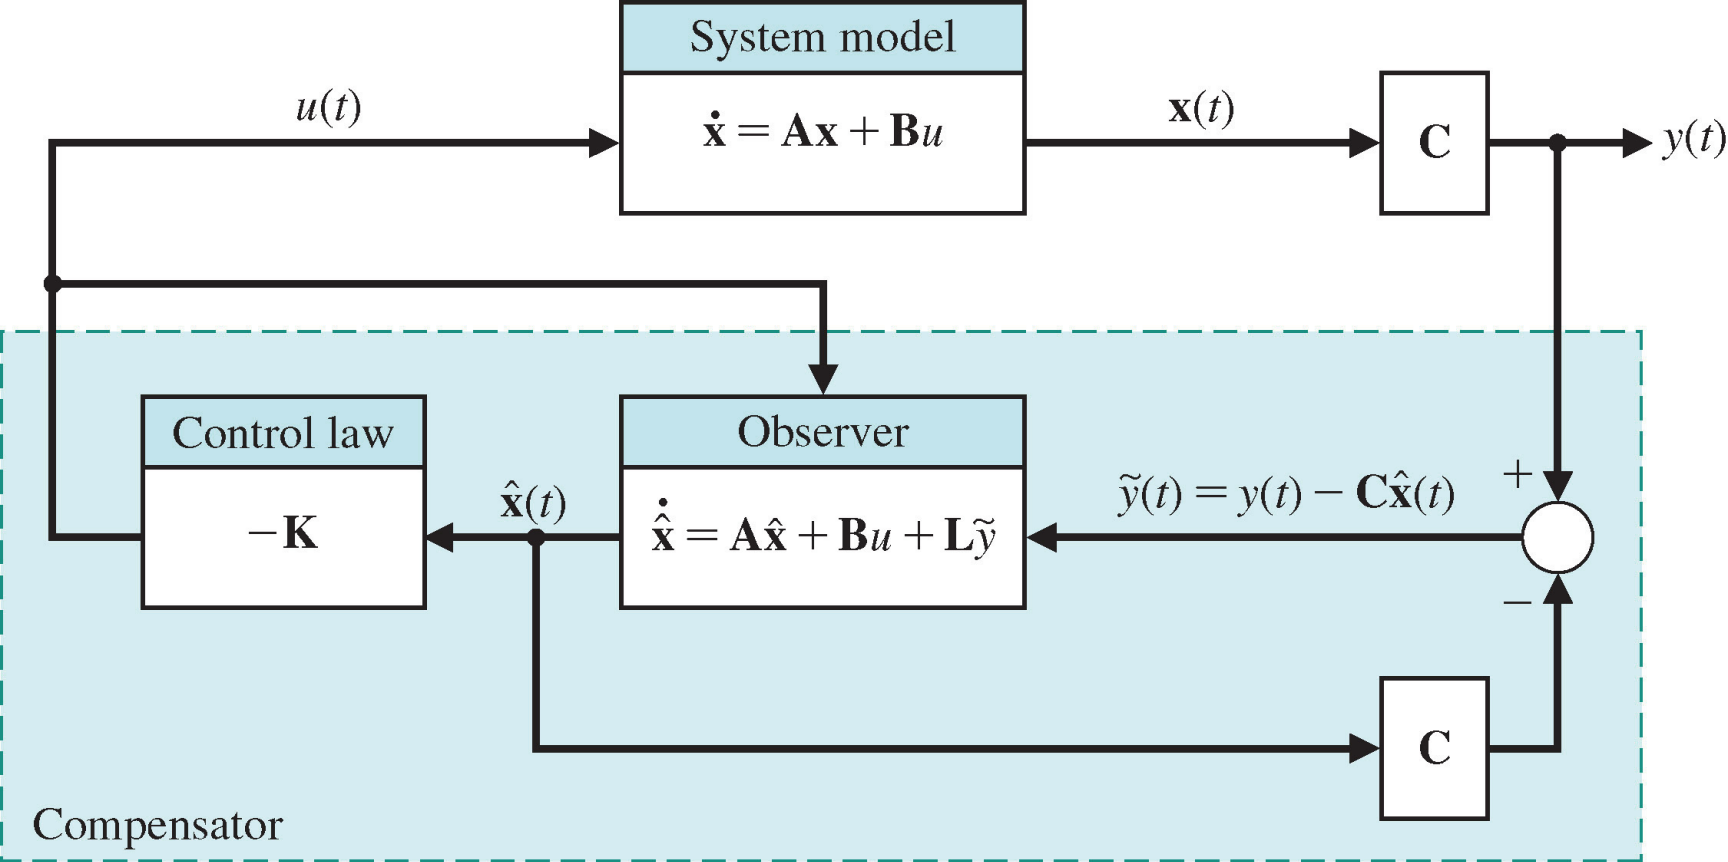 System model
u(t)
ẋ = Ax + Bu
x(t)
C
y(t)
Control law
−K
x̂(t)
Observer
x̂̇ = Ax̂ + Bu + Lỹ
ỹ(t) = y(t) − Cx̂(t)
+
−
C
Compensator